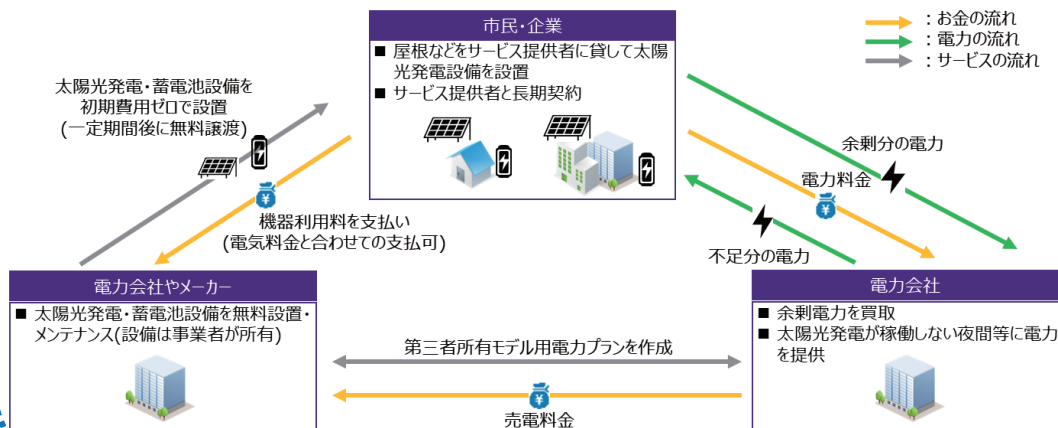 市民・企業
■ 屋根などをサービス提供者に貸して太陽
光発電設備を設置
■ サービス提供者と長期契約
：お金の流れ
：電力の流れ
：サービスの流れ
太陽光発電・蓄電池設備を
初期費用ゼロで設置
(一定期間後に無料譲渡)
機器利用料を支払い
(電気料金と合わせての支払可)
余剰分の電力
電力料金
不足分の電力
電力会社やメーカー
■ 太陽光発電・蓄電池設備を無料設置・
メンテナンス(設備は事業者が所有)
第三者所有モデル用電力プランを作成
売電料金
電力会社
■ 余剰電力を買取
■ 太陽光発電が稼働しない夜間等に電力
を提供
¥
¥
¥